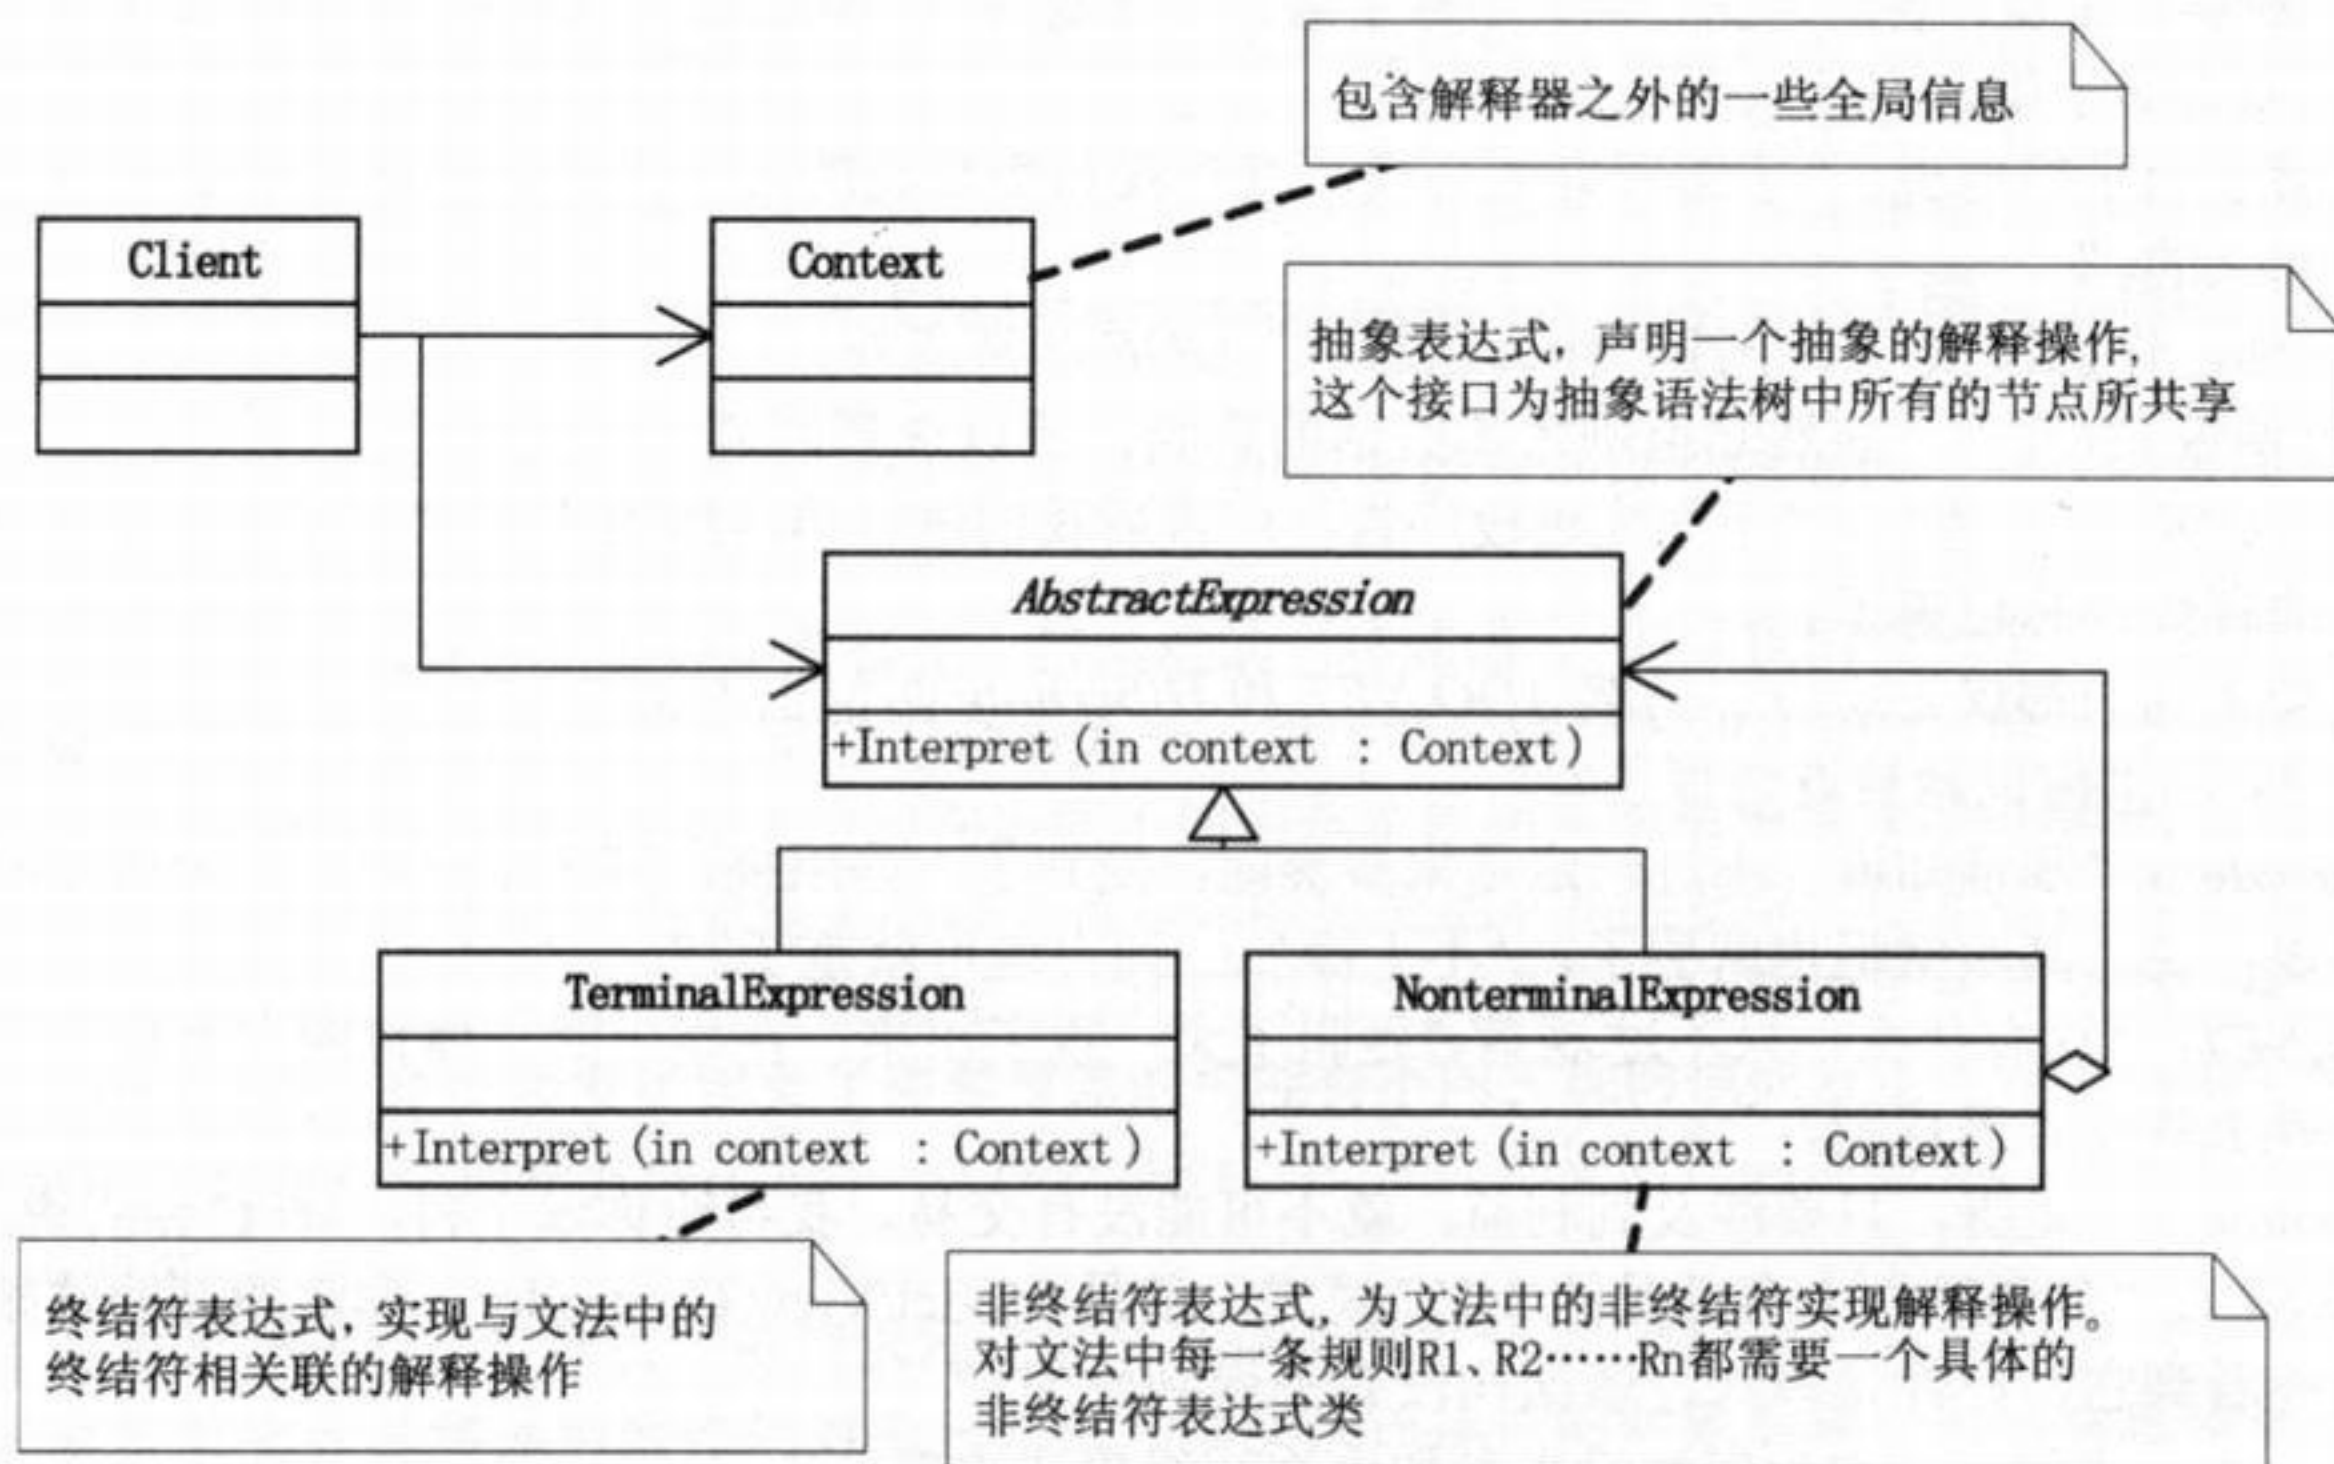 包含解释器之外的一些全局信息
Client
Context
抽象表达式，声明一个抽象的解释操作，
这个接口为抽象语法树中所有的节点所共享
AbstractExpression
+Interpret(in context : Context)
TerminalExpression
NonterminalExpression
+Interpret(in context : Context)
+Interpret(in context : Context)
终结符表达式，实现与文法中的
终结符相关联的解释操作
非终结符表达式，为文法中的非终结符实现解释操作。
对文法中每一条规则R1、R2……Rn都需要一个具体的
非终结符表达式类